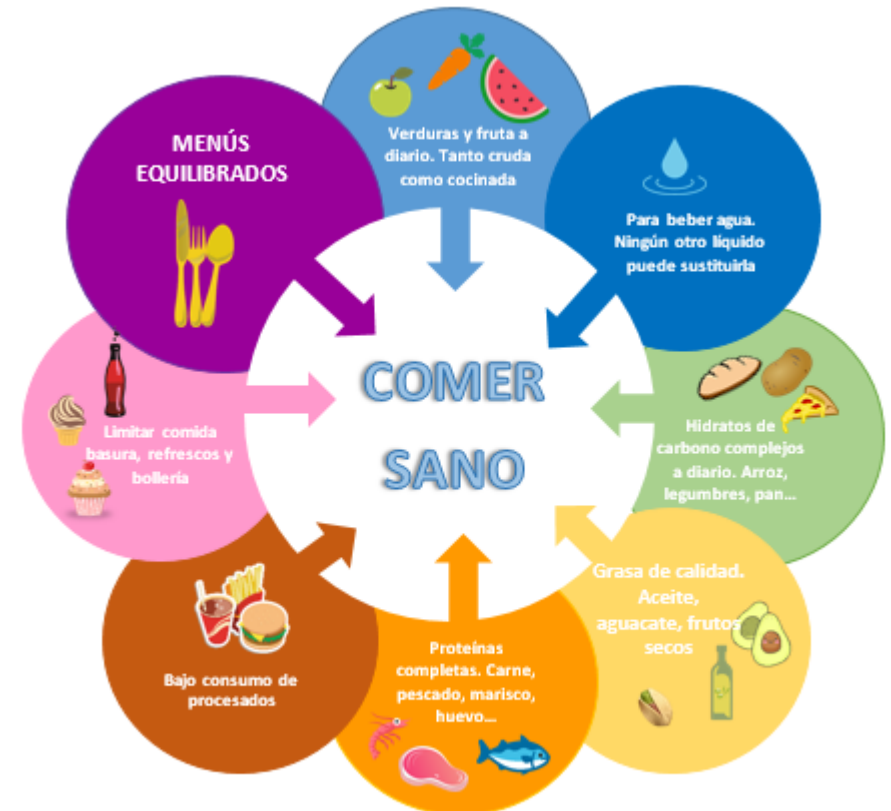 MENÚS
EQUILIBRADOS
Verduras y fruta a
diario. Tanto cruda
como cocinada
Para beber agua.
Ningún otro líquido
puede sustituirla
Hidratos de
carbono complejos
a diario. Arroz,
legumbres, pan...
Grasa de calidad.
Aceite,
aguacate, frutos
secos
Proteínas
completas. Carne,
pescado, marisco,
huevo...
Bajo consumo de
procesados
Limitar comida
basura, refrescos y
bollería
COMER
SANO